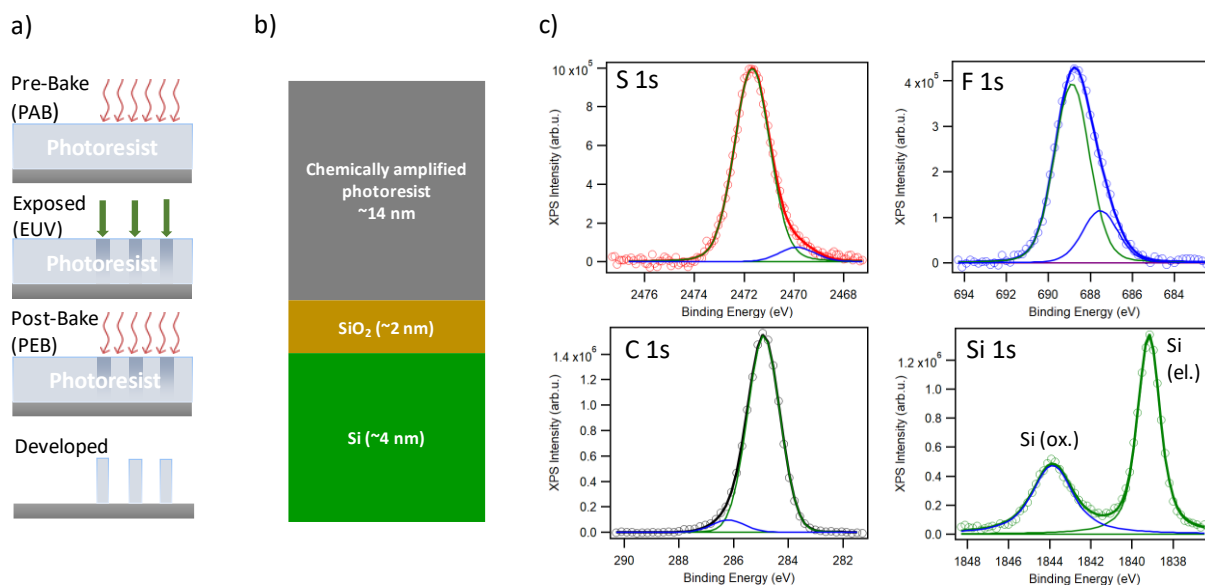 a)
Pre-Bake
(PAB)
Photoresist
Exposed
(EUV)
Photoresist
Post-Bake
(PEB)
Photoresist
Developed
b)
Chemically amplified
photoresist
~14 nm
SiO₂ (~2 nm)
Si (~4 nm)
c)
S 1s
XPS Intensity (arb.u.)
10 x10⁵
8
6
4
2
0
2476 2474 2472 2470 2468
Binding Energy (eV)
F 1s
XPS Intensity (arb.u.)
4 x10⁵
3
2
1
0
694 692 690 688 686 684
Binding Energy (eV)
C 1s
XPS Intensity (arb.u.)
1.4 x10⁶
1.2
1.0
0.8
0.6
0.4
0.2
0.0
290 288 286 284 282
Binding Energy (eV)
Si 1s
Si
(el.)
Si (ox.)
XPS Intensity (arb.u.)
1.2 x10⁶
1.0
0.8
0.6
0.4
0.2
0.0
1848 1846 1844 1842 1840 1838
Binding Energy (eV)